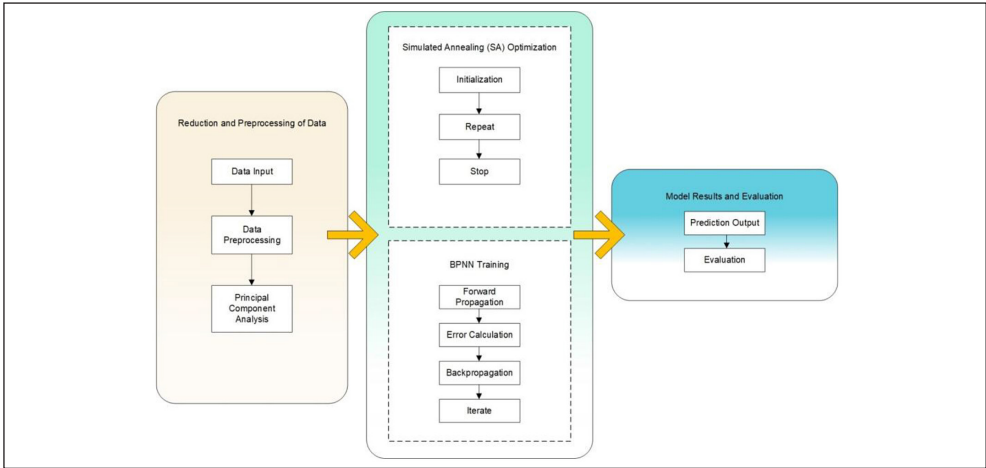 Reduction and Preprocessing of Data
Data Input
Data
Preprocessing
Principal
Component
Analysis
Simulated Annealing (SA) Optimization
Initialization
Repeat
Stop
BPNN Training
Forward
Propagation
Error Calculation
Backpropagation
Iterate
Model Results and Evaluation
Prediction Output
Evaluation